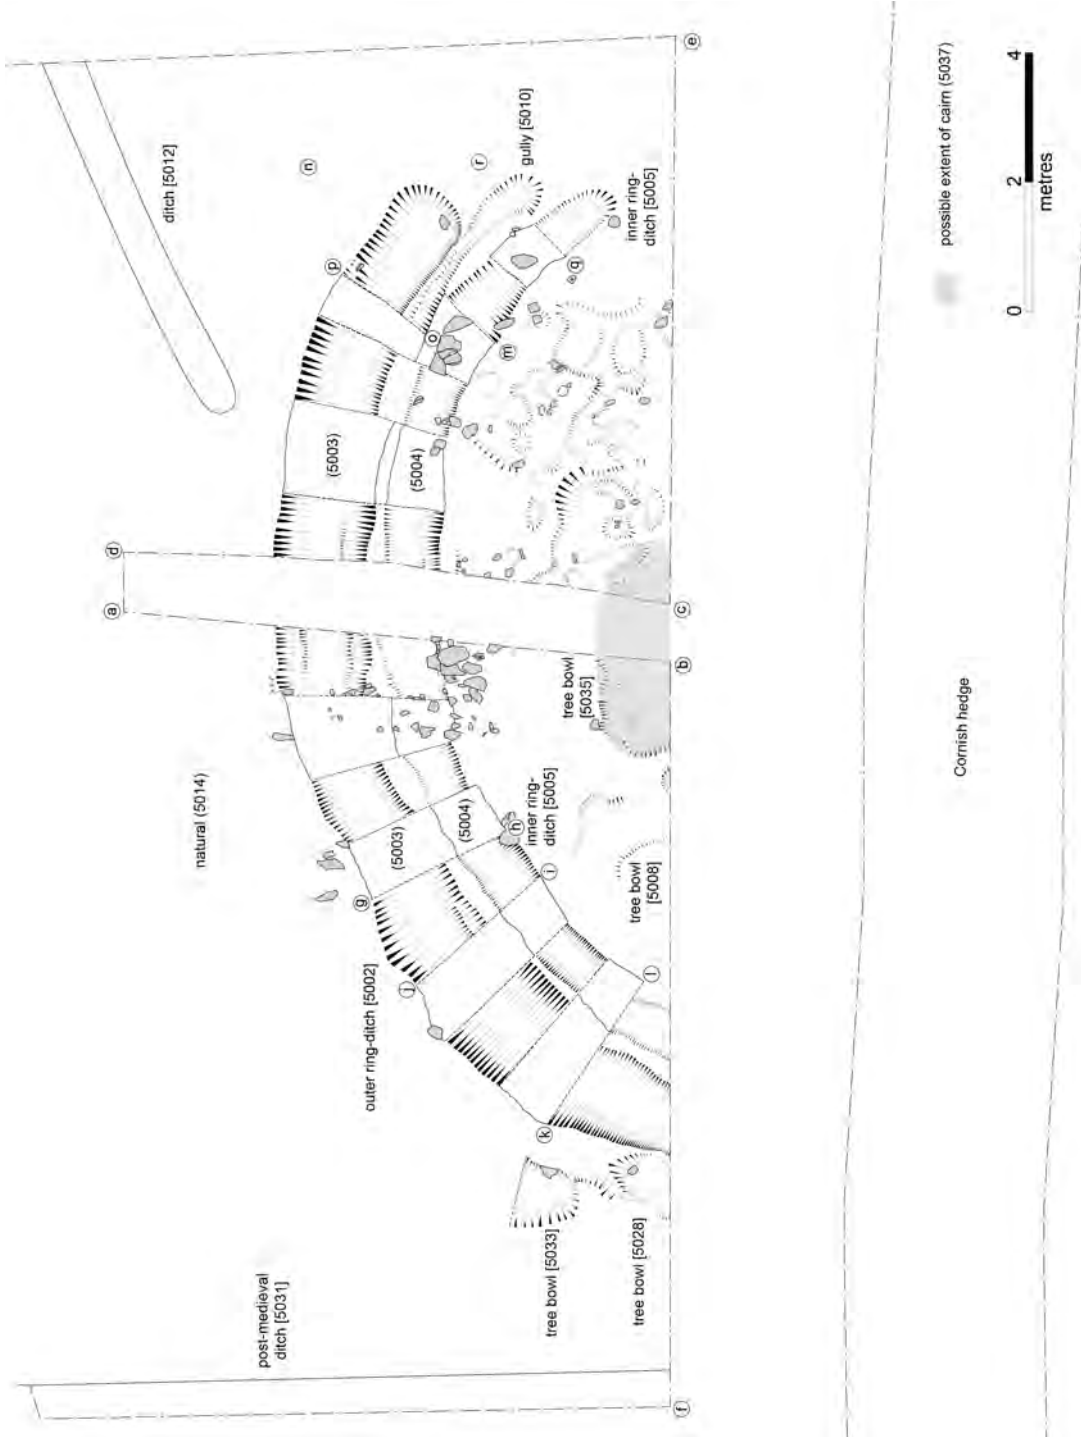 post-medieval
ditch [5031]
natural (5014)
ditch [5012]
a
d
n
e
outer ring-ditch [5002]
j
g
p
(5003)
(5003)
r
gully [5010]
k
h
(5004)
(5004)
o
i
inner ring-
ditch [5005]
m
q
inner ring-
ditch [5005]
tree bowl [5033]
l
tree bowl
[5035]
tree bowl [5028]
tree bowl
[5008]
f
b
c
Cornish hedge
possible extent of cairn (5037)
0
2
4
metres